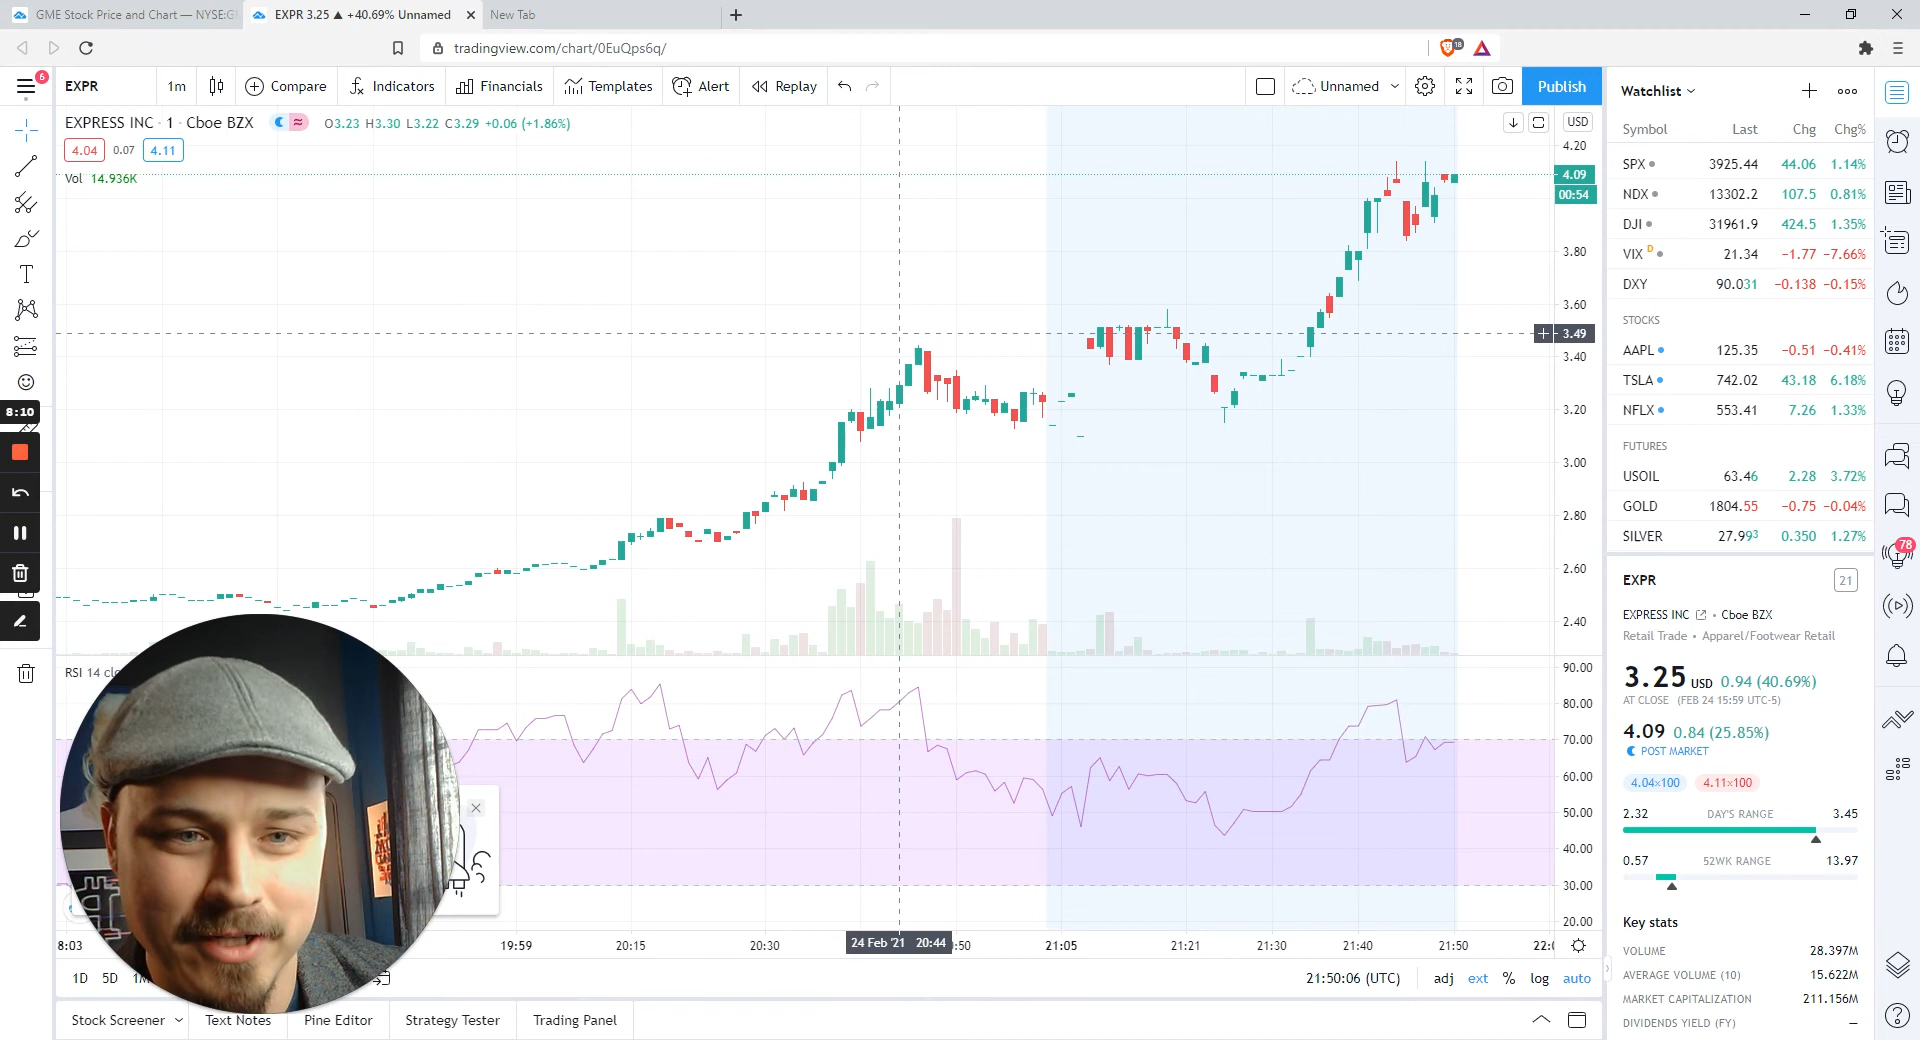 GME Stock Price and Chart — NYSE:G
EXPR 3.25 ▲ +40.69% Unnamed
New Tab
tradingview.com/chart/0EuQps6q/
18
6
EXPR
1m
Compare
Indicators
Financials
Templates
Alert
Replay
Unnamed
Publish
EXPRESS INC · 1 · Cboe BZX
O3.23 H3.30 L3.22 C3.29 +0.06 (+1.86%)
4.04 0.07 4.11
Vol 14.936K
USD
4.20
4.09
00:54
3.80
3.60
3.49
3.40
3.20
3.00
2.80
2.60
2.40
8:10
RSI 14 clo
90.00
80.00
70.00
60.00
50.00
40.00
30.00
20.00
8:03
19:59
20:15
20:30
24 Feb '21 20:44
:50
21:05
21:21
21:30
21:40
21:50
22:
1D 5D 1M
21:50:06 (UTC)
adj ext % log auto
Stock Screener
Text Notes
Pine Editor
Strategy Tester
Trading Panel
Watchlist
Symbol Last Chg Chg%
SPX 3925.44 44.06 1.14%
NDX 13302.2 107.5 0.81%
DJI 31961.9 424.5 1.35%
VIX D 21.34 −1.77 −7.66%
DXY 90.031 −0.138 −0.15%
STOCKS
AAPL 125.35 −0.51 −0.41%
TSLA 742.02 43.18 6.18%
NFLX 553.41 7.26 1.33%
FUTURES
USOIL 63.46 2.28 3.72%
GOLD 1804.55 −0.75 −0.04%
SILVER 27.993 0.350 1.27%
78
EXPR
21
EXPRESS INC • Cboe BZX
Retail Trade • Apparel/Footwear Retail
3.25 USD 0.94 (40.69%)
AT CLOSE (FEB 24 15:59 UTC-5)
4.09 0.84 (25.85%)
POST MARKET
4.04×100 4.11×100
2.32 DAY'S RANGE 3.45
0.57 52WK RANGE 13.97
Key stats
VOLUME 28.397M
AVERAGE VOLUME (10) 15.622M
MARKET CAPITALIZATION 211.156M
DIVIDENDS YIELD (FY) —